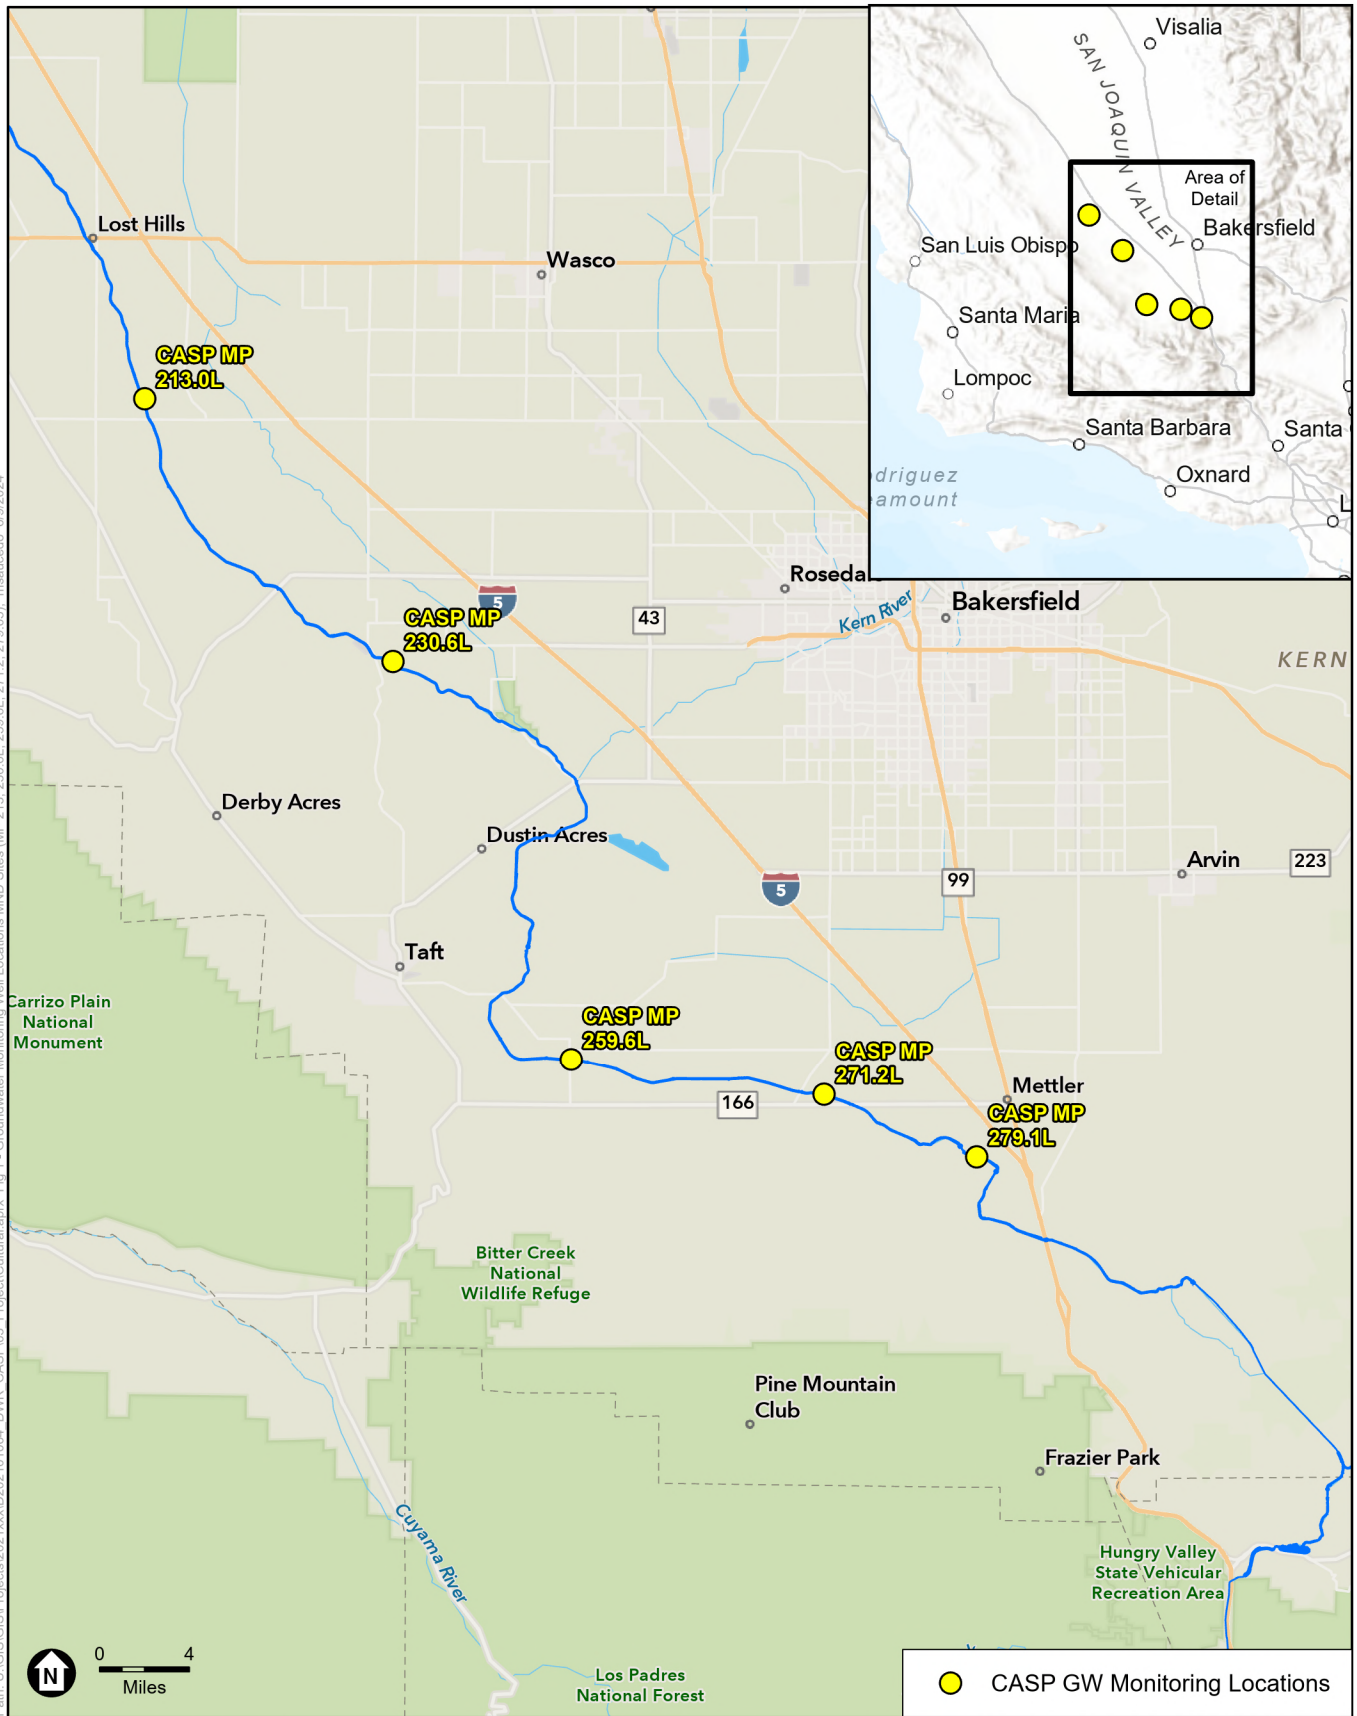 Visalia
SAN JOAQUIN VALLEY
Area of
Detail
Bakersfield
San Luis Obispo
Santa Maria
Lompoc
Santa Barbara
Santa
Oxnard
L
driguez
eamount
Lost Hills
Wasco
CASP MP
213.0L
5
CASP MP
230.6L
43
Kern River
Bakersfield
KERN
Derby Acres
Dustin Acres
5
99
Arvin
223
Taft
Carrizo Plain
National
Monument
CASP MP
259.6L
CASP MP
271.2L
166
Mettler
CASP MP
279.1L
Bitter Creek
National
Wildlife Refuge
Pine Mountain
Club
Frazier Park
Cuyama River
Hungry Valley
State Vehicular
Recreation Area
Los Padres
National Forest
N
0 4
Miles
CASP GW Monitoring Locations